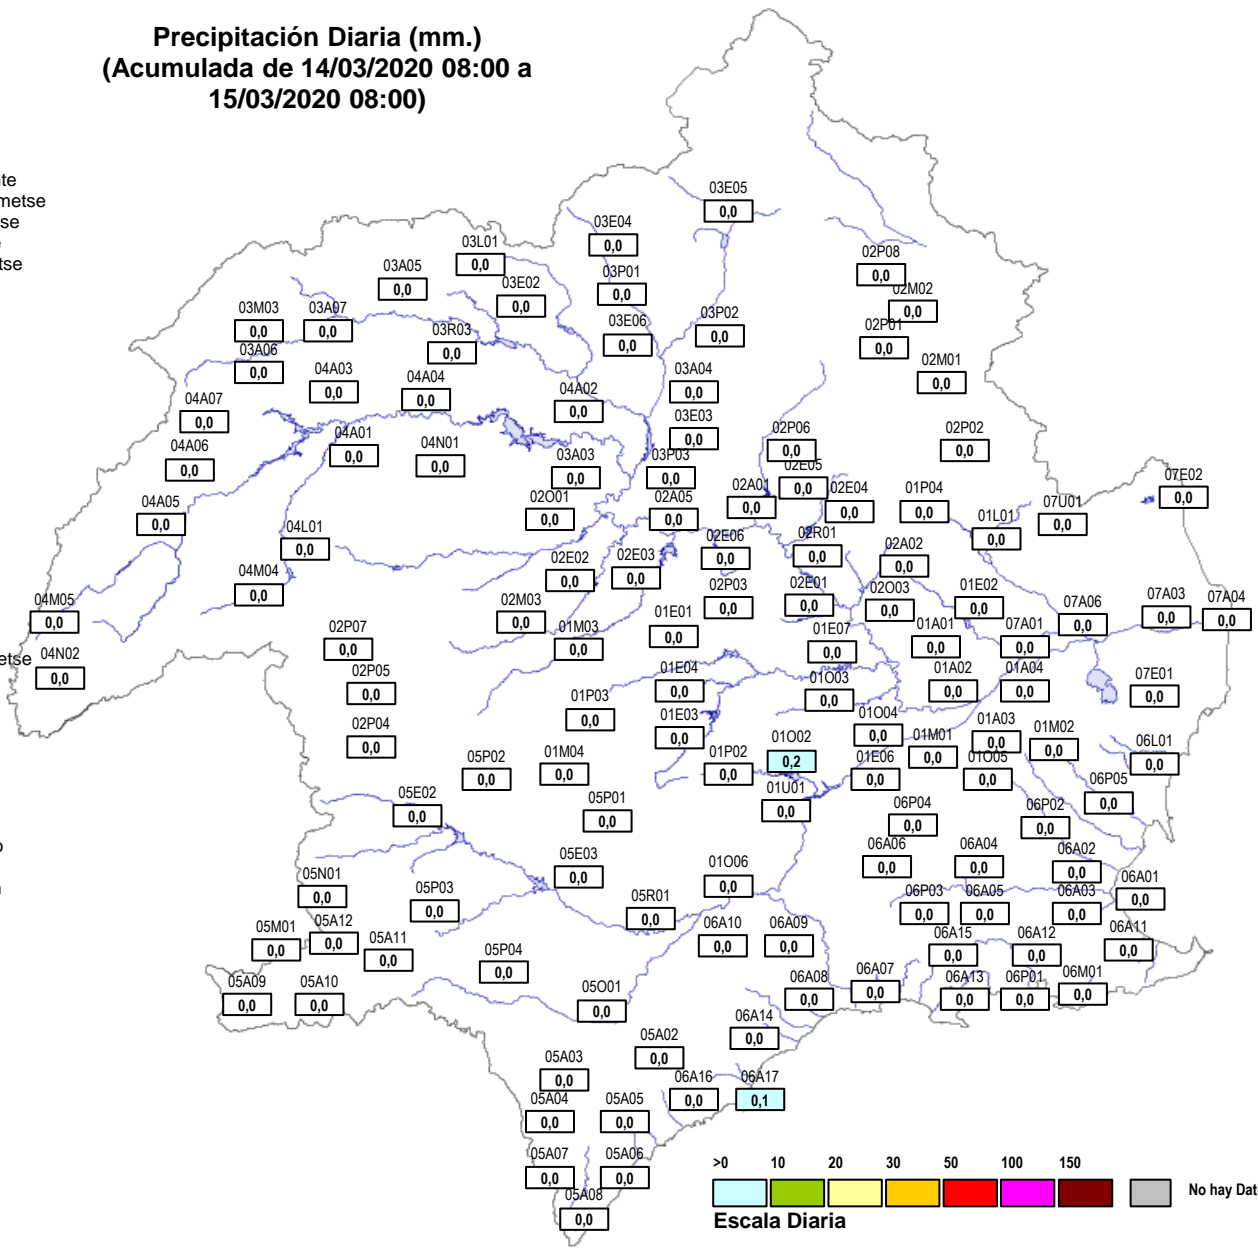 Precipitación Diaria (mm.)
(Acumulada de 14/03/2020 08:00 a
15/03/2020 08:00)
03E05
0,0
03E04
0,0
03L01
0,0
02P08
0,0
03A05
0,0
03P01
0,0
03E02
0,0
02M02
0,0
03M03
0,0
03A07
0,0
03P02
0,0
03E06
0,0
02P01
0,0
03R03
0,0
03A06
0,0
02M01
0,0
04A03
0,0
04A04
0,0
03A04
0,0
04A02
0,0
04A07
0,0
03E03
0,0
04A01
0,0
04N01
0,0
02P06
0,0
02P02
0,0
04A06
0,0
03A03
0,0
03P03
0,0
02E05
0,0
07E02
0,0
02A01
0,0
02E04
0,0
01P04
0,0
04A05
0,0
02O01
0,0
02A05
0,0
07U01
0,0
01L01
0,0
04L01
0,0
02E06
0,0
02R01
0,0
02A02
0,0
02E02
0,0
02E03
0,0
04M04
0,0
02P03
0,0
02E01
0,0
02O03
0,0
01E02
0,0
04M05
0,0
02M03
0,0
01E01
0,0
07A06
0,0
07A03
0,0
07A04
0,0
02P07
0,0
01M03
0,0
01E07
0,0
01A01
0,0
07A01
0,0
04N02
0,0
02P05
0,0
01E04
0,0
01O03
0,0
01A02
0,0
01A04
0,0
07E01
0,0
01P03
0,0
02P04
0,0
01E03
0,0
01O04
0,0
01A03
0,0
01M02
0,0
01O02
0,2
01M01
0,0
06L01
0,0
05P02
0,0
01M04
0,0
01P02
0,0
01E06
0,0
01O05
0,0
05E02
0,0
05P01
0,0
01U01
0,0
06P05
0,0
06P04
0,0
06P02
0,0
05E03
0,0
01O06
0,0
06A06
0,0
06A04
0,0
06A02
0,0
05N01
0,0
05P03
0,0
05R01
0,0
06P03
0,0
06A05
0,0
06A03
0,0
06A01
0,0
05M01
0,0
05A12
0,0
05A11
0,0
06A10
0,0
06A09
0,0
06A15
0,0
06A12
0,0
06A11
0,0
05P04
0,0
05A09
0,0
05A10
0,0
05O01
0,0
06A08
0,0
06A07
0,0
06A13
0,0
06P01
0,0
06M01
0,0
06A14
0,0
05A02
0,0
05A03
0,0
06A16
0,0
06A17
0,1
05A04
0,0
05A05
0,0
05A07
0,0
05A06
0,0
05A08
0,0
>0 10 20 30 50 100 150
No hay Dat
Escala Diaria